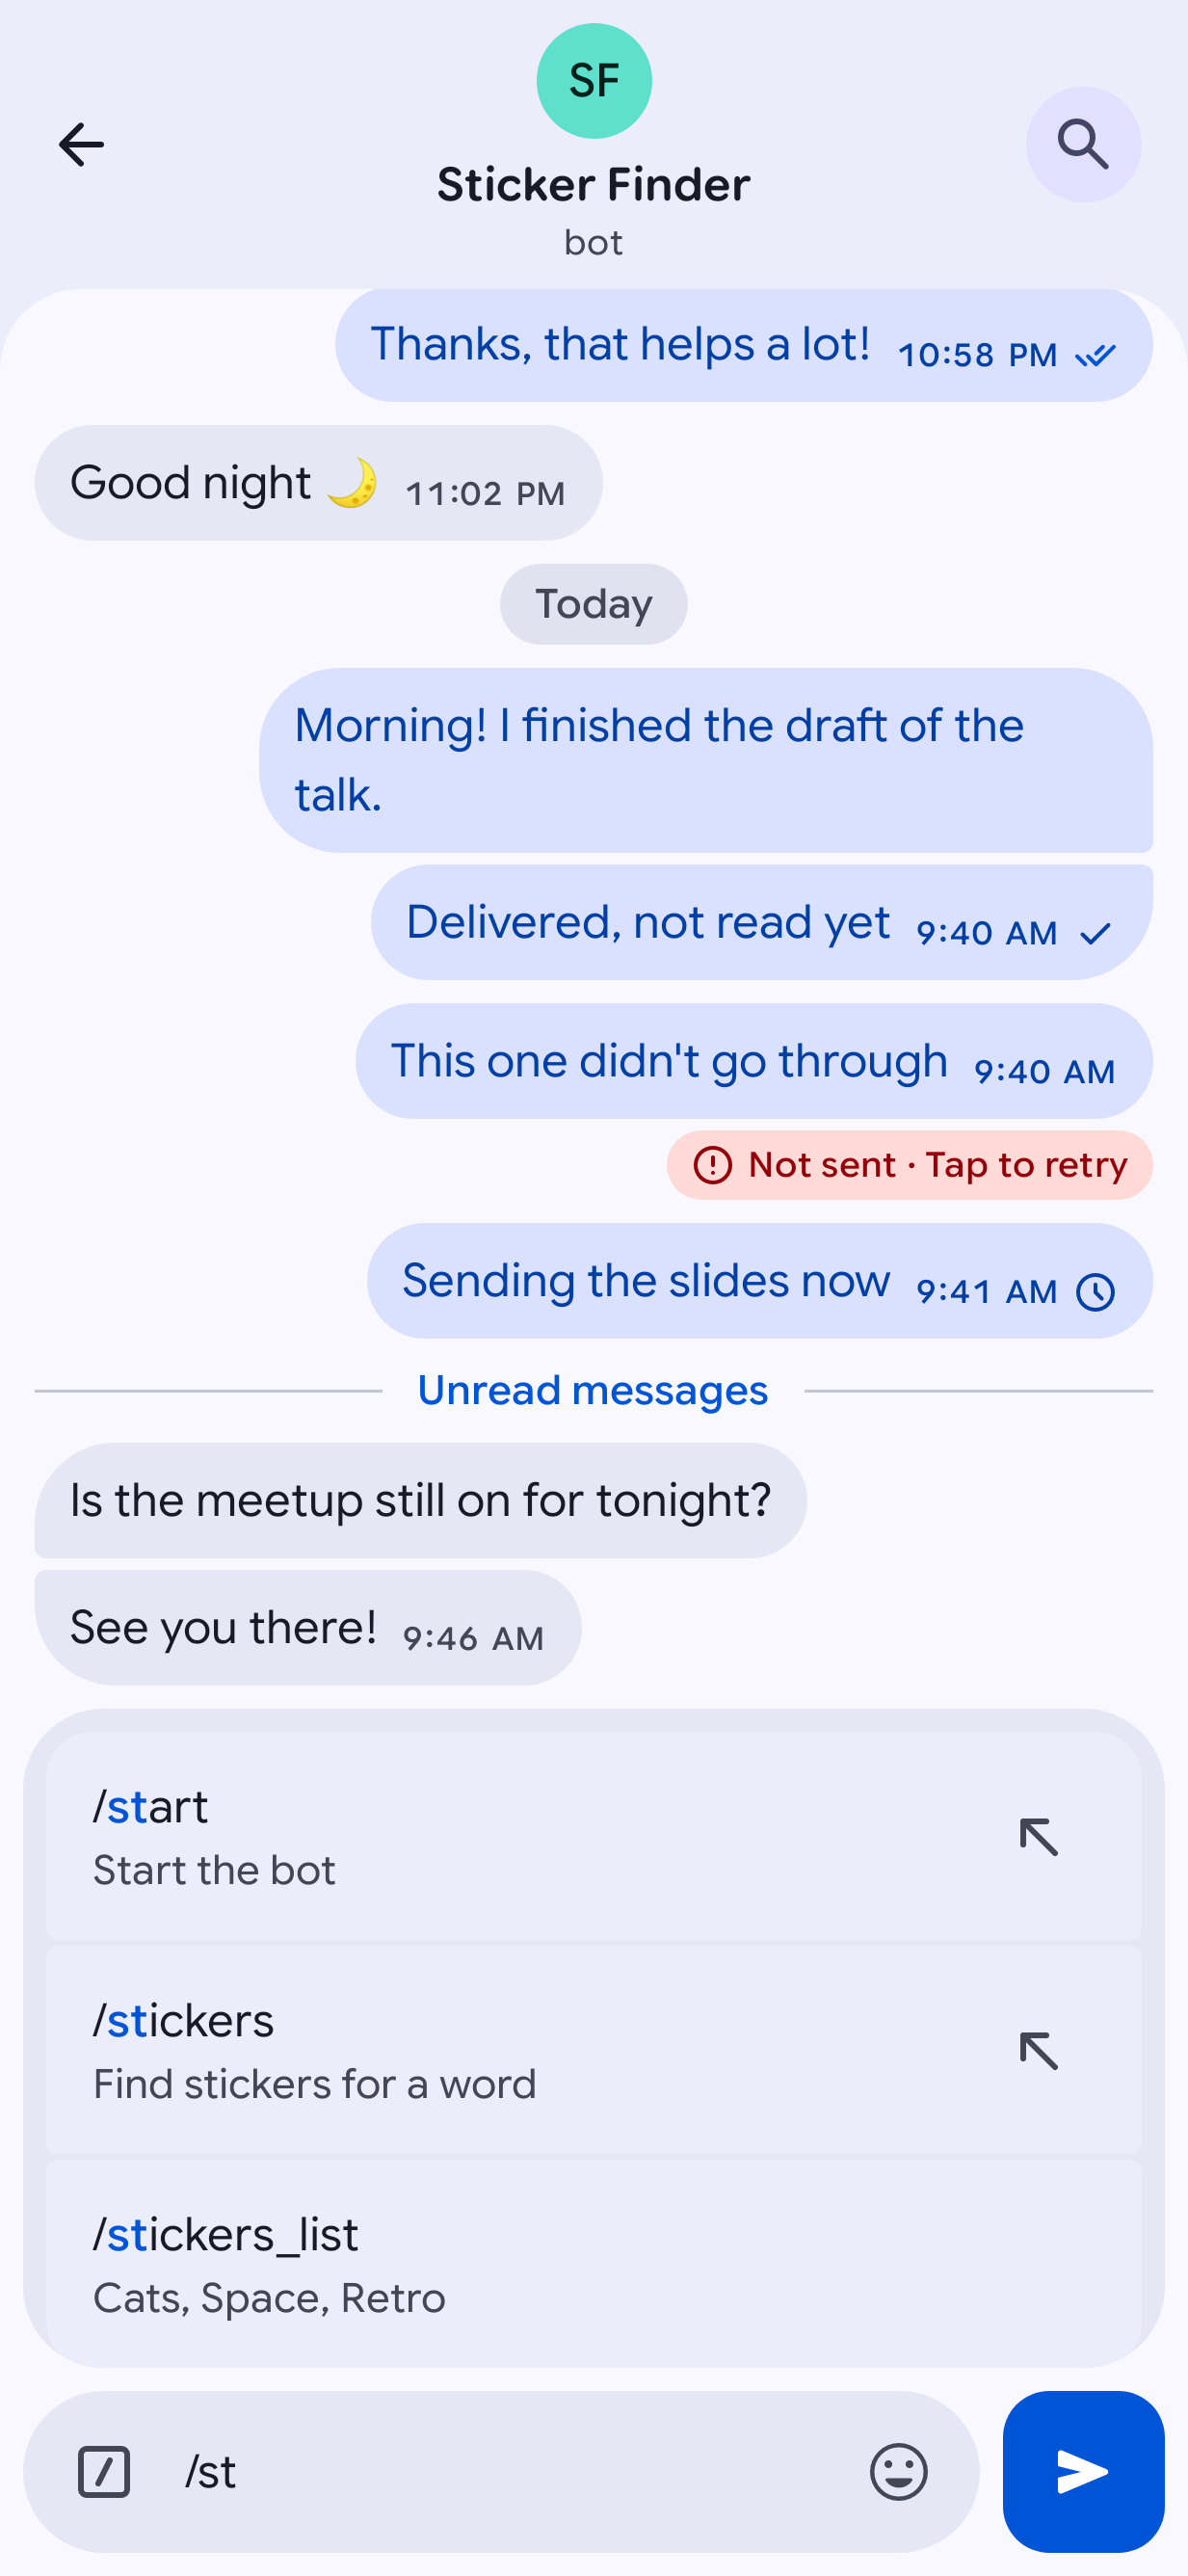 SF
Sticker Finder
bot
Thanks, that helps a lot! 10:58 PM
Good night 🌙 11:02 PM
Today
Morning! I finished the draft of the
talk.
Delivered, not read yet 9:40 AM
This one didn't go through 9:40 AM
Not sent · Tap to retry
Sending the slides now 9:41 AM
Unread messages
Is the meetup still on for tonight?
See you there! 9:46 AM
/start
Start the bot
/stickers
Find stickers for a word
/stickers_list
Cats, Space, Retro
/st